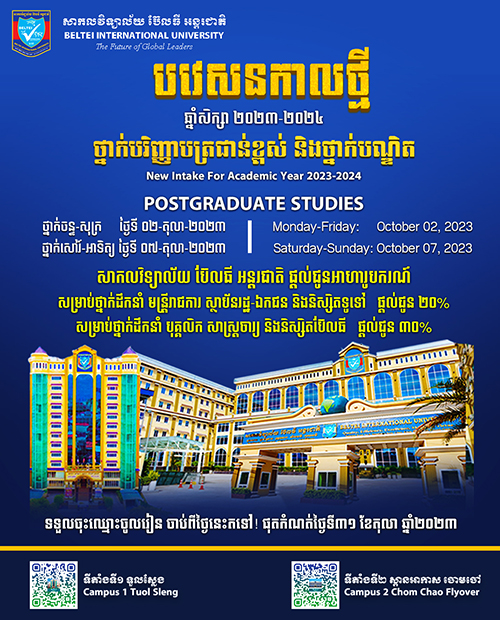 សាកលវិទ្យាល័យ ប៊ែលធី អន្តរជាតិ
BELTEI INTERNATIONAL UNIVERSITY
The Future of Global Leaders
បវេសនកាលថ្មី
ឆ្នាំសិក្សា ២០២៣-២០២៤
ថ្នាក់បរិញ្ញាបត្រជាន់ខ្ពស់ និងថ្នាក់បណ្ឌិត
New Intake For Academic Year 2023-2024
POSTGRADUATE STUDIES
ថ្នាក់ចន្ទ-សុក្រ ថ្ងៃទី ០២-តុលា-២០២៣
Monday-Friday: October 02, 2023
ថ្នាក់សៅរ៍-អាទិត្យ ថ្ងៃទី ០៧-តុលា-២០២៣
Saturday-Sunday: October 07, 2023
សាកលវិទ្យាល័យ ប៊ែលធី អន្តរជាតិ ផ្តល់ជូនអាហារូបករណ៍
សម្រាប់ថ្នាក់ដឹកនាំ មន្ត្រីរាជការ ស្ថាប័នរដ្ឋ-ឯកជន និងនិស្សិតទូទៅ ផ្តល់ជូន ២០%
សម្រាប់ថ្នាក់ដឹកនាំ បុគ្គលិក សាស្ត្រាចារ្យ និងនិស្សិតប៊ែលធី ផ្តល់ជូន ៣០%
BELTEI INTERNATIONAL UNIVERSITY
ទទួលចុះឈ្មោះចូលរៀន ចាប់ពីថ្ងៃនេះតទៅ! ផុតកំណត់ថ្ងៃទី៣១ ខែតុលា ឆ្នាំ២០២៣
ទីតាំងទី១ ទួលស្លែង
Campus 1 Tuol Sleng
ទីតាំងទី២ ស្ពានអាកាស ចោមចៅ
Campus 2 Chom Chao Flyover